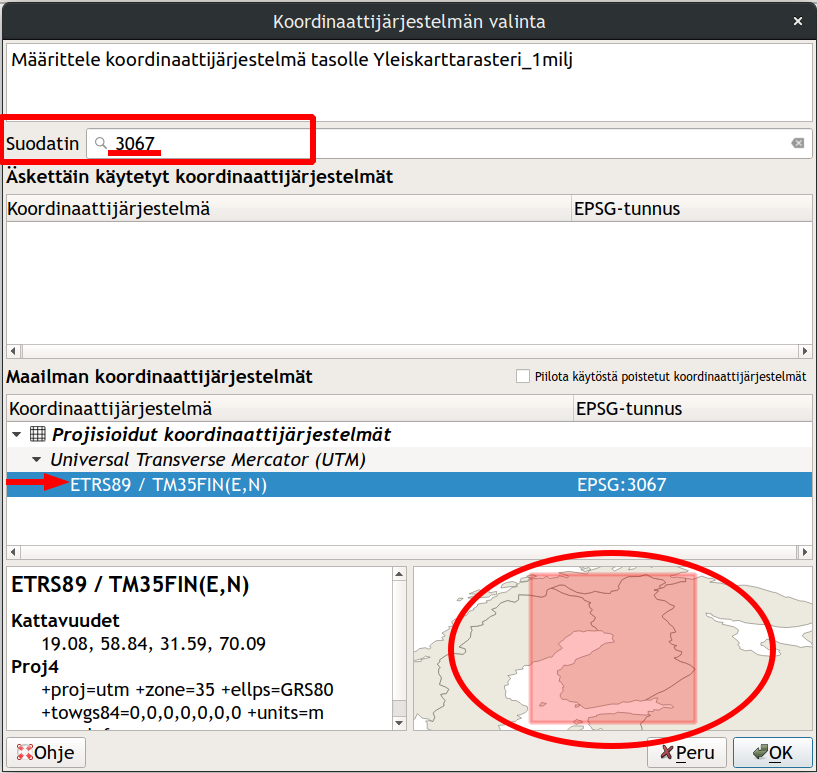 Koordinaattijärjestelmän valinta
Määrittele koordinaattijärjestelmä tasolle Yleiskarttarasteri_1milj
Suodatin 3067
Äskettäin käytetyt koordinaattijärjestelmät
Koordinaattijärjestelmä EPSG-tunnus
Maailman koordinaattijärjestelmät Piilota käytöstä poistetut koordinaattijärjestelmät
Koordinaattijärjestelmä EPSG-tunnus
Projisioidut koordinaattijärjestelmät
Universal Transverse Mercator (UTM)
ETRS89 / TM35FIN(E,N) EPSG:3067
ETRS89 / TM35FIN(E,N)
Kattavuudet
19.08, 58.84, 31.59, 70.09
Proj4
+proj=utm +zone=35 +ellps=GRS80
+towgs84=0,0,0,0,0,0,0 +units=m
Ohje Peru OK